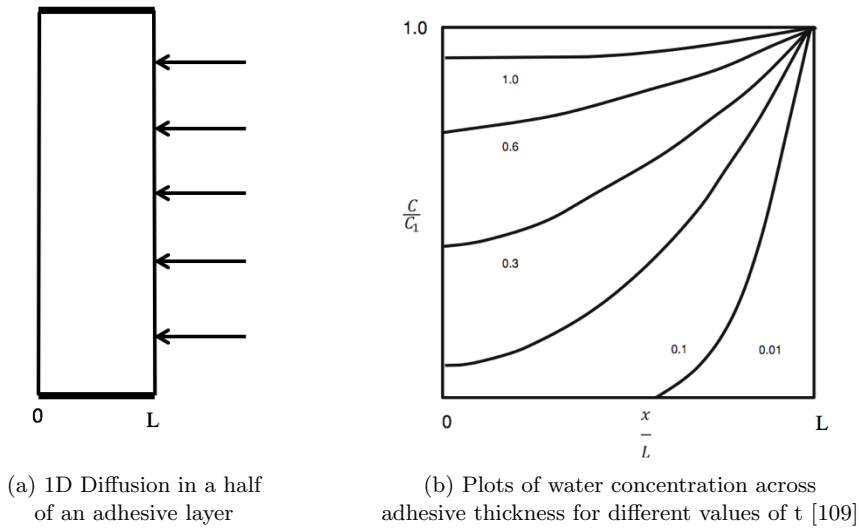 0
L
1.0
1.0
0.6
C
C₁
0.3
0.1
0.01
0
x
L
L
(a) 1D Diffusion in a half
of an adhesive layer
(b) Plots of water concentration across
adhesive thickness for different values of t [109]